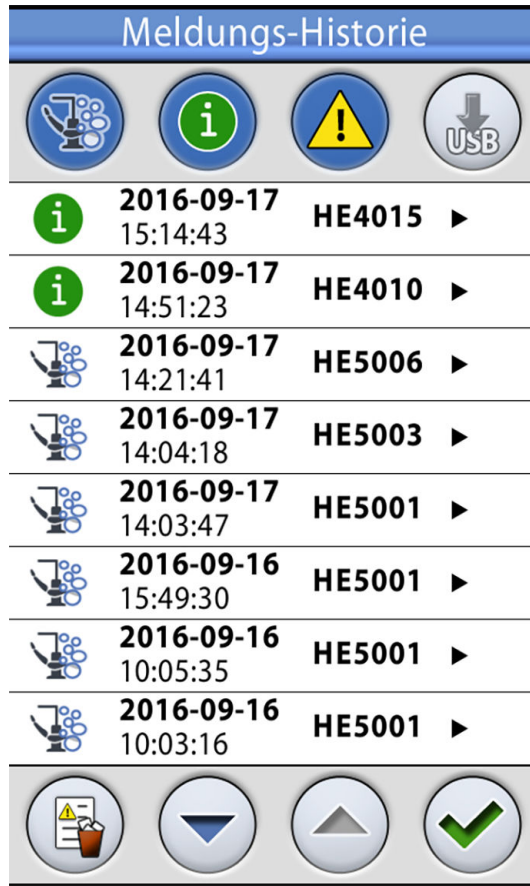 Meldungs-Historie
USB
2016-09-17
15:14:43
HE4015
2016-09-17
14:51:23
HE4010
2016-09-17
14:21:41
HE5006
2016-09-17
14:04:18
HE5003
2016-09-17
14:03:47
HE5001
2016-09-16
15:49:30
HE5001
2016-09-16
10:05:35
HE5001
2016-09-16
10:03:16
HE5001